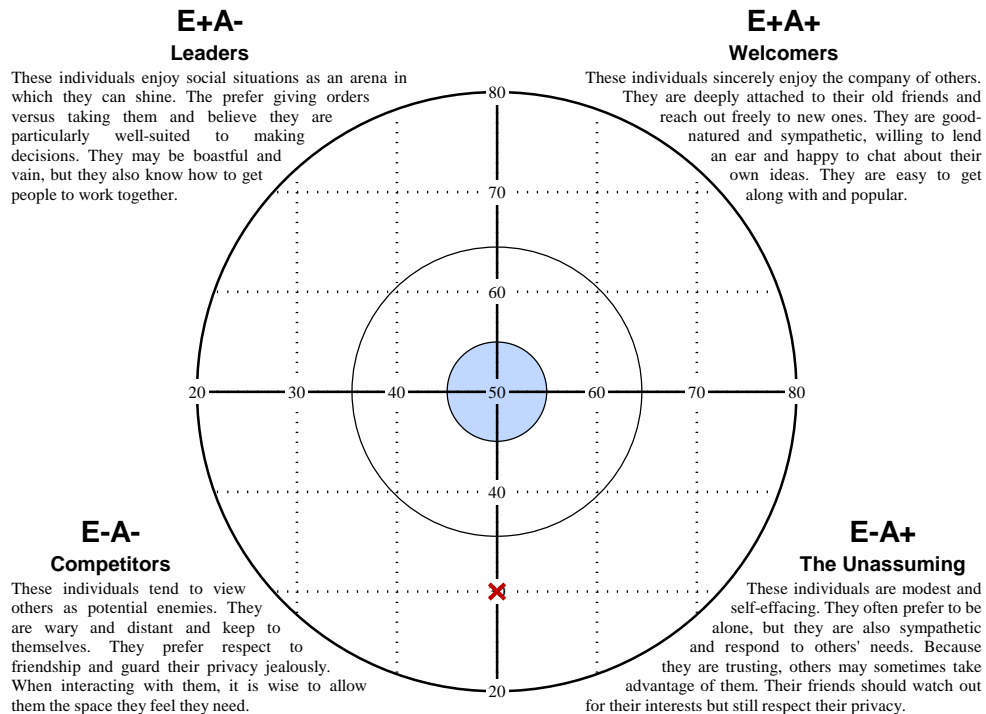 E+A-
Leaders
These individuals enjoy social situations as an arena in
which they can shine. The prefer giving orders
versus taking them and believe they are
particularly well-suited to making
decisions. They may be boastful and
vain, but they also know how to get
people to work together.
E+A+
Welcomers
These individuals sincerely enjoy the company of others.
They are deeply attached to their old friends and
reach out freely to new ones. They are good-
natured and sympathetic, willing to lend
an ear and happy to chat about their
own ideas. They are easy to get
along with and popular.
80
70
60
20 30 40 50 60 70 80
40
20
E-A-
Competitors
These individuals tend to view
others as potential enemies. They
are wary and distant and keep to
themselves. They prefer respect to
friendship and guard their privacy jealously.
When interacting with them, it is wise to allow
them the space they feel they need.
E-A+
The Unassuming
These individuals are modest and
self-effacing. They often prefer to be
alone, but they are also sympathetic
and respond to others' needs. Because
they are trusting, others may sometimes take
advantage of them. Their friends should watch out
for their interests but still respect their privacy.